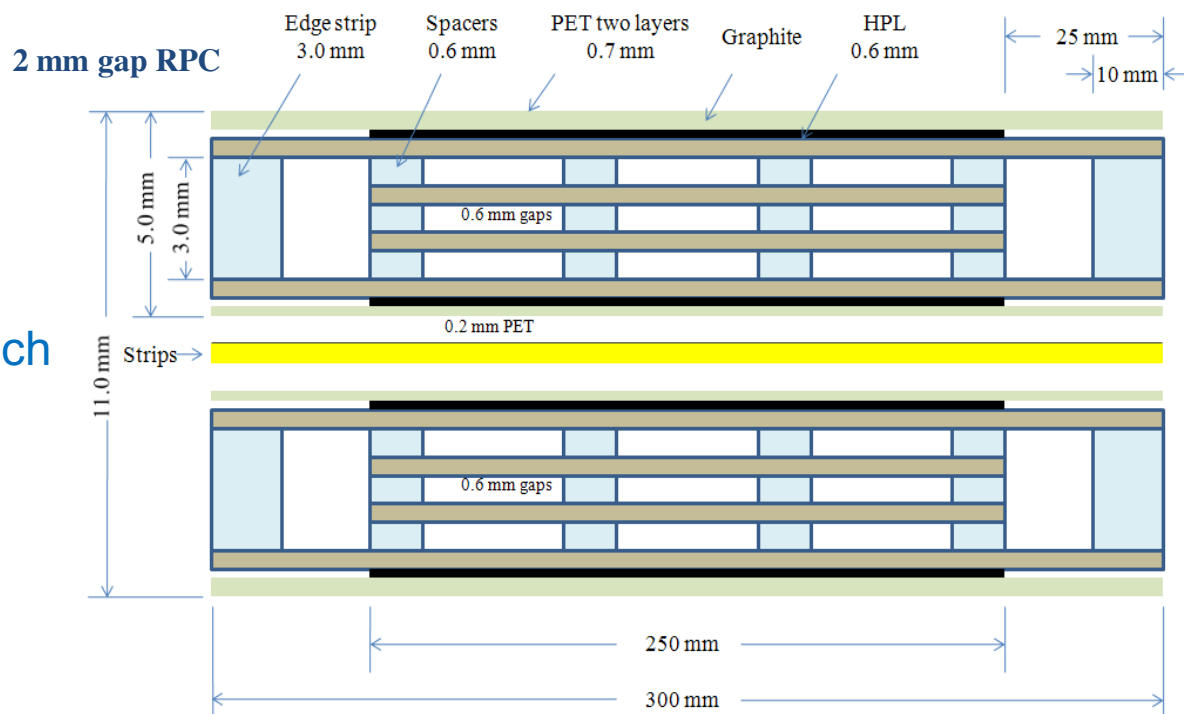 Edge strip
3.0 mm
Spacers
0.6 mm
PET two layers
0.7 mm
Graphite
HPL
0.6 mm
25 mm
10 mm
2 mm gap RPC
5.0 mm
3.0 mm
11.0 mm
0.6 mm gaps
0.2 mm PET
ch
Strips
0.6 mm gaps
250 mm
300 mm